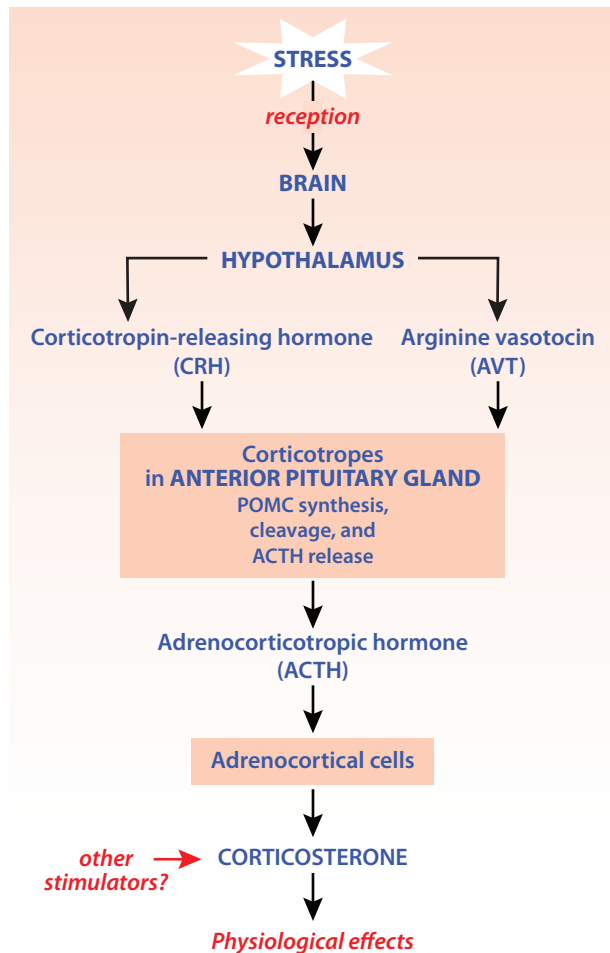 STRESS
reception
BRAIN
HYPOTHALAMUS
Corticotropin-releasing hormone
(CRH)
Arginine vasotocin
(AVT)
Corticotropes
in ANTERIOR PITUITARY GLAND
POMC synthesis,
cleavage, and
ACTH release
Adrenocorticotropic hormone
(ACTH)
Adrenocortical cells
other
stimulators?
CORTICOSTERONE
Physiological effects